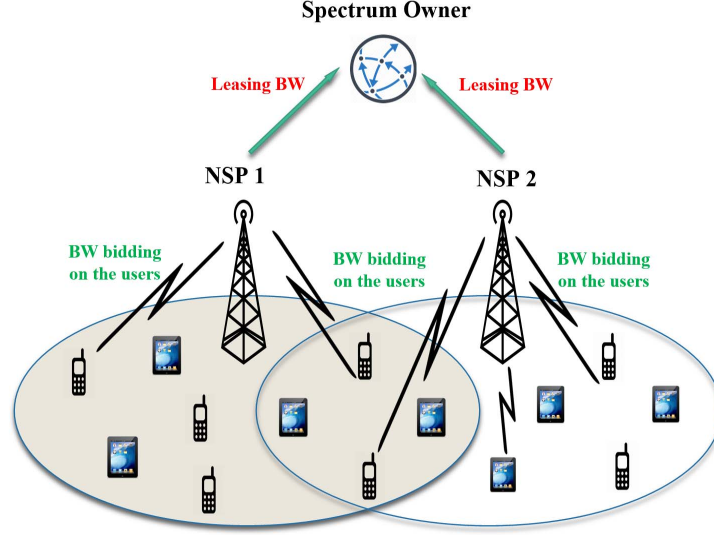 Spectrum Owner
Leasing BW
Leasing BW
NSP 1
NSP 2
BW bidding
on the users
BW bidding
on the users
BW bidding
on the users